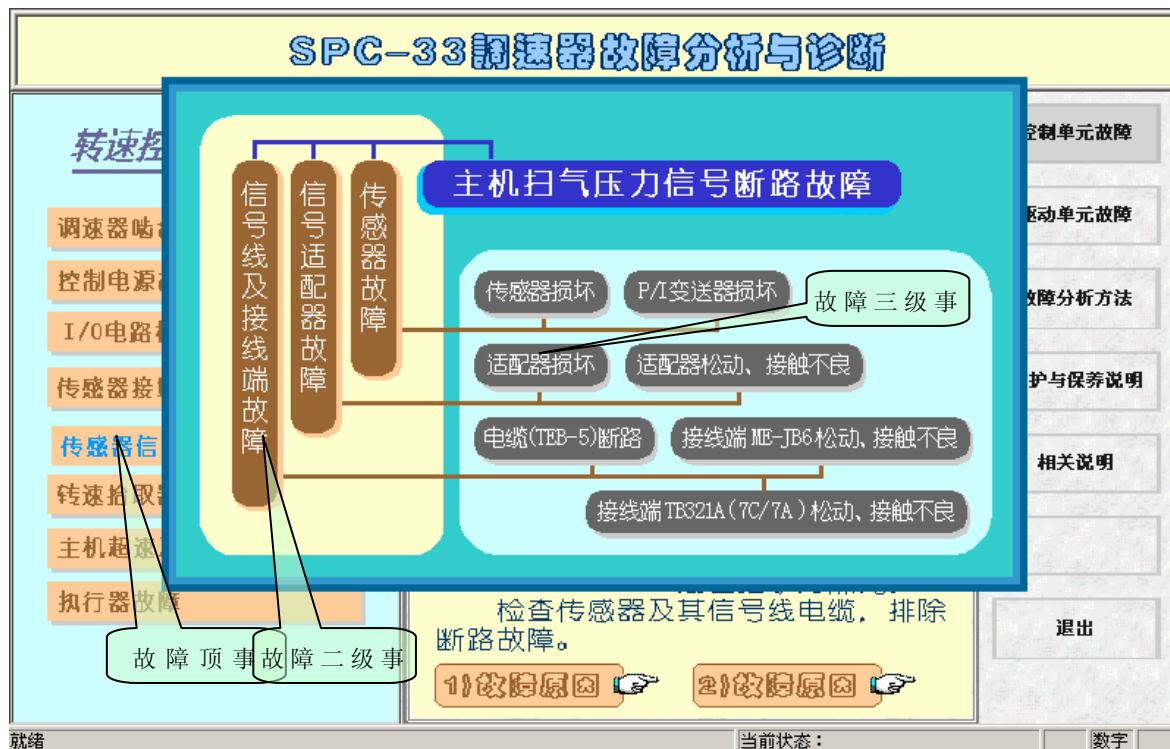 SPC-33調速器故障分析与诊断
转速控
调速器啮合
控制电源
I/O电路
传感器接
传感器信
转速拾取
主机超速
执行器故障
主机扫气压力信号断路故障
信号线及接线端故障
信号适配器故障
传感器故障
传感器损坏
P/I变送器损坏
适配器损坏
适配器松动、接触不良
电缆(TEB-5)断路
接线端ME-JB6松动、接触不良
接线端TB321A(7C/7A)松动、接触不良
故障三级事
故障顶事
故障二级事
检查传感器及其信号线电缆，排除
断路故障。
1)故障原因
2)故障原因
控制单元故障
驱动单元故障
故障分析方法
护与保养说明
相关说明
退出
就绪
当前状态：
数字